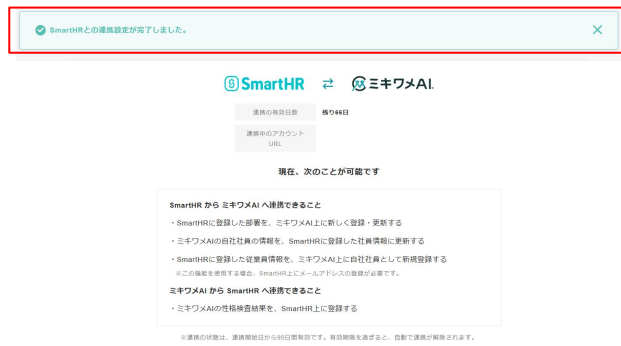 SmartHRとの連携設定が完了しました。
SmartHR ⇄ ミキワメAI.
連携の有効日数 残り66日
連携中のアカウント
URL
現在、次のことが可能です
SmartHR から ミキワメAI へ連携できること
・SmartHRに登録した部署を、ミキワメAI上に新しく登録・更新する
・ミキワメAIの自社社員の情報を、SmartHRに登録した社員情報に更新する
・SmartHRに登録した従業員情報を、ミキワメAI上に自社社員として新規登録する
※この機能を使用する場合、SmartHR上にメールアドレスの登録が必要です。
ミキワメAI から SmartHR へ連携できること
・ミキワメAIの性格検査結果を、SmartHR上に登録する
※連携の状態は、連携開始日から90日間有効です。有効期限を過ぎると、自動で連携が解除されます。